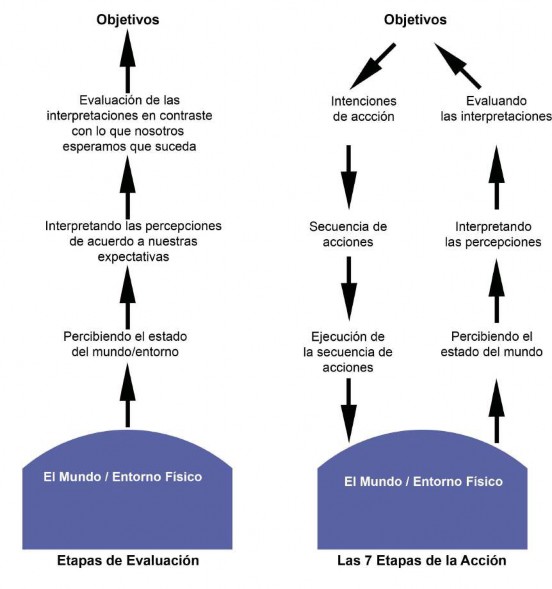 Objetivos
Evaluación de las
interpretaciones en contraste
con lo que nosotros
esperamos que suceda
Interpretando las percepciones
de acuerdo a nuestras
expectativas
Percibiendo el estado
del mundo/entorno
El Mundo / Entorno Físico
Etapas de Evaluación
Objetivos
Intenciones
de accción
Secuencia de
acciones
Ejecución de
la secuencia de
acciones
Evaluando
las interpretaciones
Interpretando
las percepciones
Percibiendo el
estado del mundo
El Mundo / Entorno Físico
Las 7 Etapas de la Acción